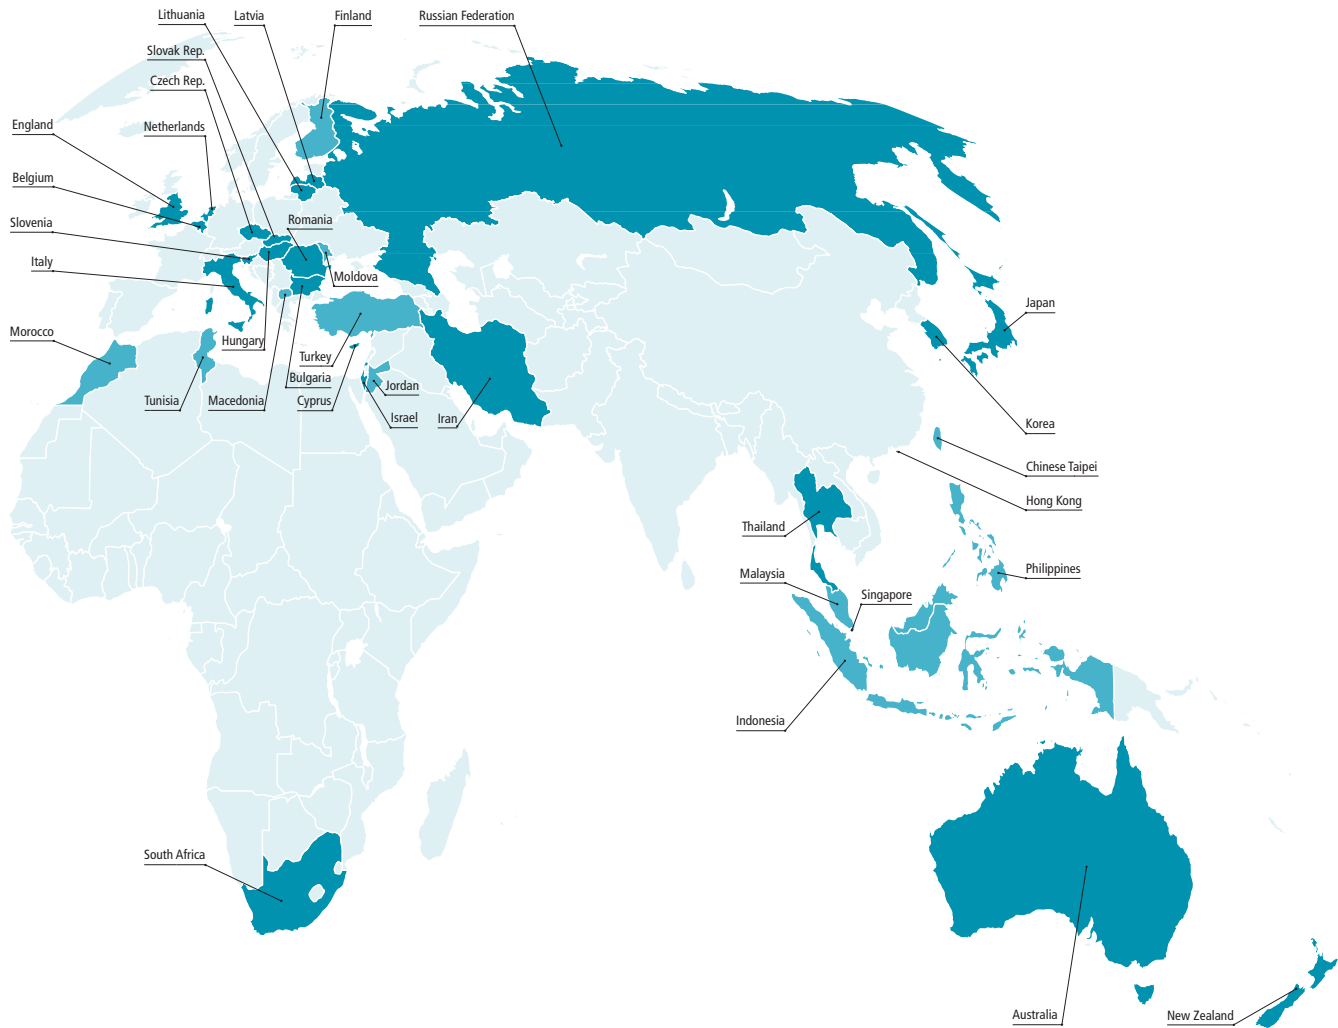 Lithuania
Latvia
Finland
Russian Federation
Slovak Rep.
Czech Rep.
England
Netherlands
Belgium
Slovenia
Romania
Italy
Moldova
Morocco
Hungary
Turkey
Bulgaria
Jordan
Tunisia
Macedonia
Cyprus
Israel
Iran
Japan
Korea
Chinese Taipei
Hong Kong
Thailand
Malaysia
Philippines
Singapore
Indonesia
South Africa
Australia
New Zealand